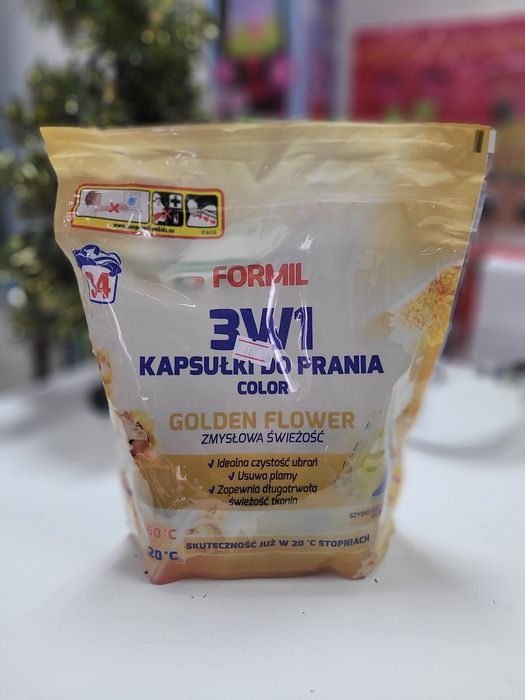 FORMIL
3W1
KAPSUŁKI DO PRANIA
COLOR
GOLDEN FLOWER
ZMYSŁOWA ŚWIEŻOŚĆ
✓ Idealna czystość ubrań
✓ Usuwa plamy
✓ Zapewnia długotrwałą
świeżość tkanin
60°C
20°C
SKUTECZNOŚĆ JUŻ W 20 °C STOPNIACH